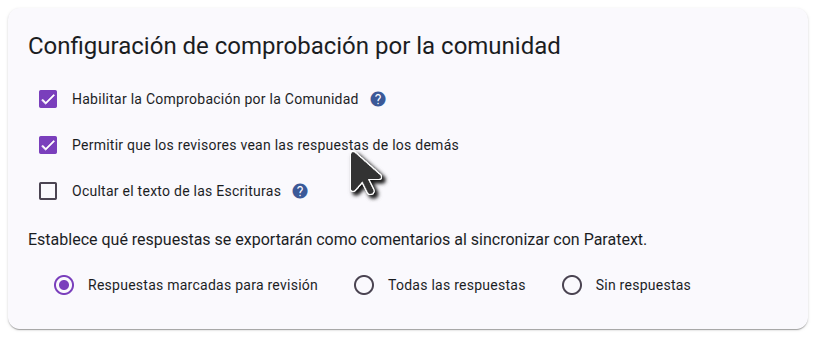 Configuración de comprobación por la comunidad
Habilitar la Comprobación por la Comunidad ?
Permitir que los revisores vean las respuestas de los demás
Ocultar el texto de las Escrituras ?
Establece qué respuestas se exportarán como comentarios al sincronizar con Paratext.
Respuestas marcadas para revisión Todas las respuestas Sin respuestas